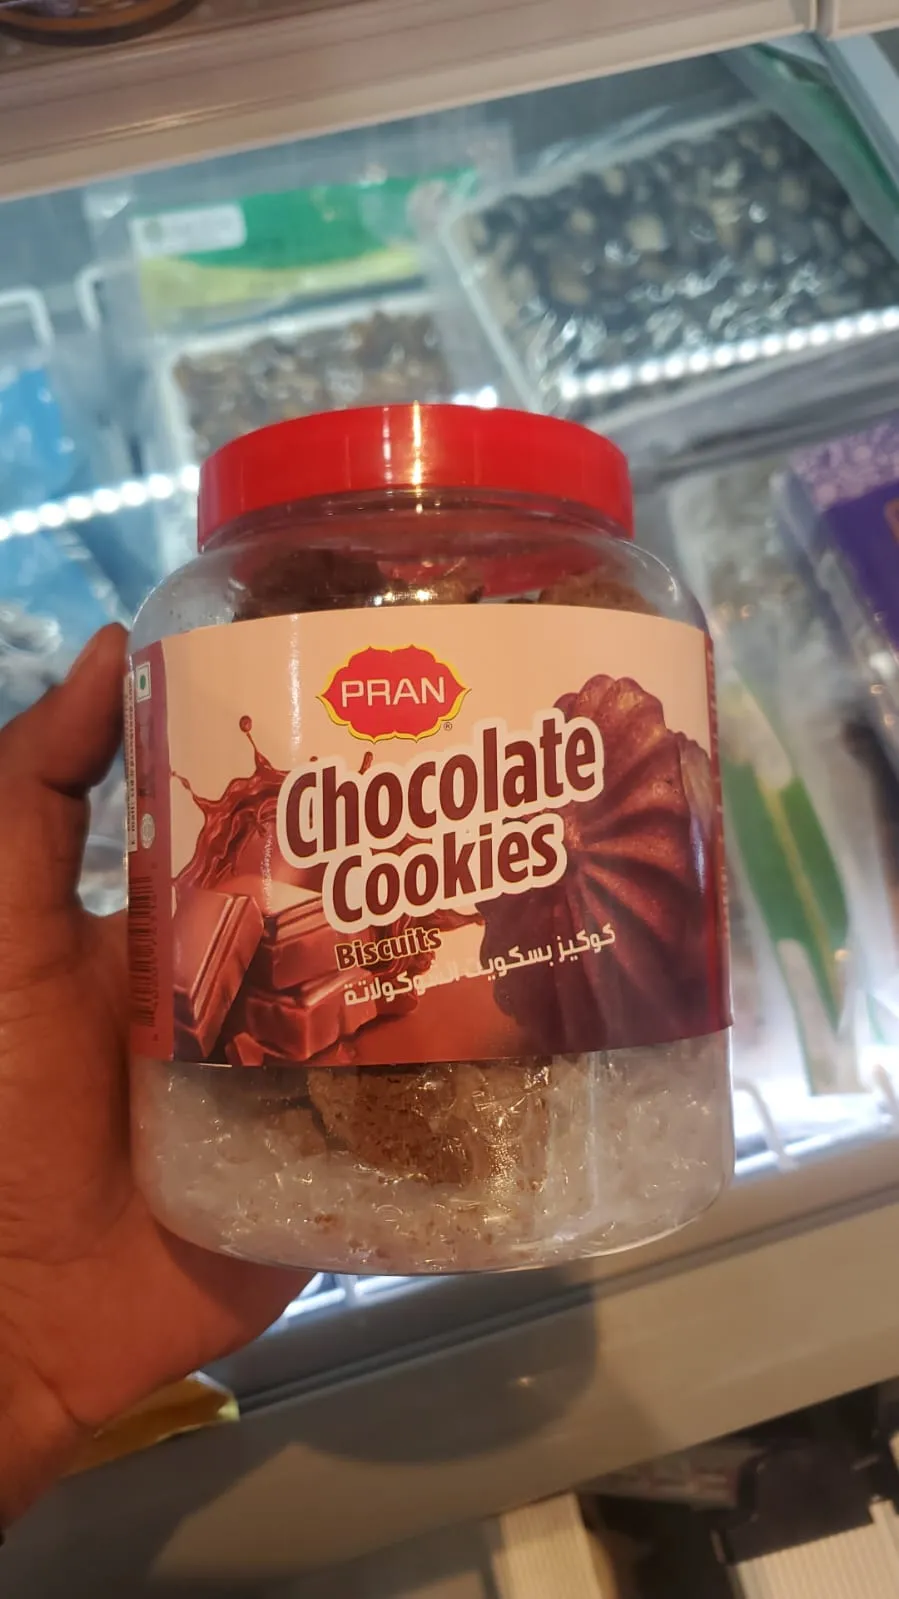 PRAN
®
Chocolate
Cookies
Biscuits
كوكيز بسكويت الشوكولاتة